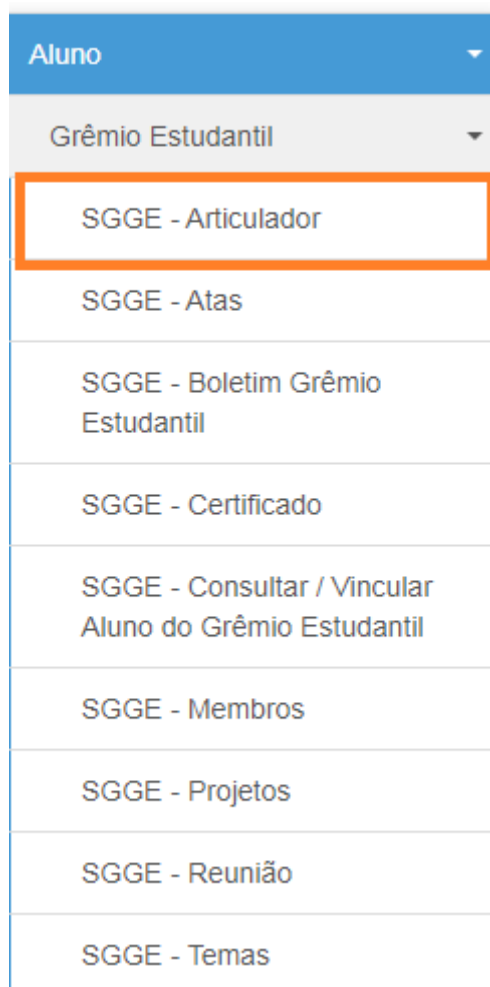 Aluno
Grêmio Estudantil
SGGE - Articulador
SGGE - Atas
SGGE - Boletim Grêmio
Estudantil
SGGE - Certificado
SGGE - Consultar / Vincular
Aluno do Grêmio Estudantil
SGGE - Membros
SGGE - Projetos
SGGE - Reunião
SGGE - Temas